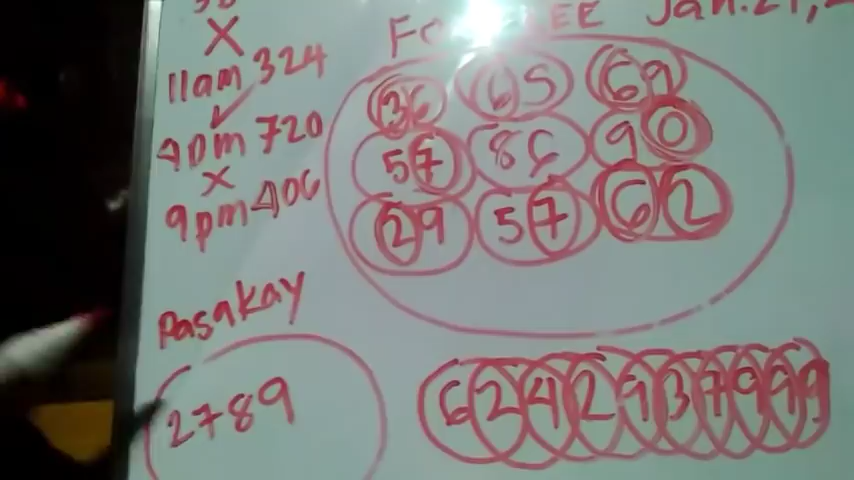 X
11am 324
4pm 720
X
9pm 406
Pasakay
2789
Jan. 27,
36 65 69
57 86 90
29 57 62
6242937999